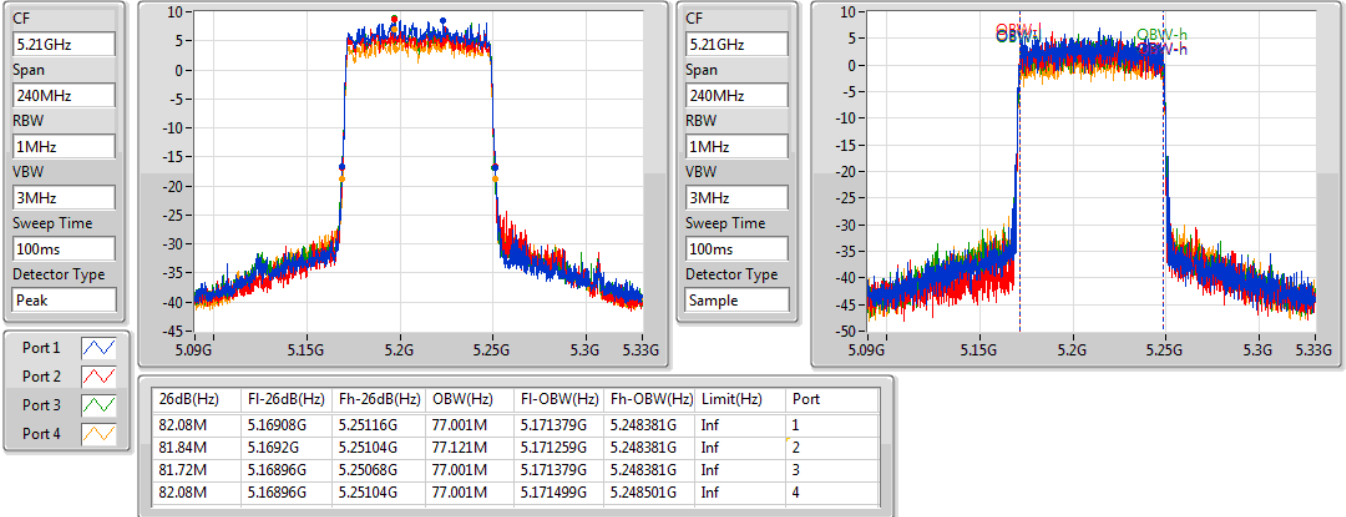 CF
5.21GHz
Span
240MHz
RBW
1MHz
VBW
3MHz
Sweep Time
100ms
Detector Type
Peak
10
5
0
-5
-10
-15
-20
-25
-30
-35
-40
-45
5.09G 5.15G 5.2G 5.25G 5.3G 5.33G
CF
5.21GHz
Span
240MHz
RBW
1MHz
VBW
3MHz
Sweep Time
100ms
Detector Type
Sample
10
5
0
-5
-10
-15
-20
-25
-30
-35
-40
-45
-50
OBW-h
OBW-h
5.09G 5.15G 5.2G 5.25G 5.3G 5.33G
Port 1
Port 2
Port 3
Port 4
26dB(Hz) Fl-26dB(Hz) Fh-26dB(Hz) OBW(Hz) Fl-OBW(Hz) Fh-OBW(Hz) Limit(Hz) Port
82.08M 5.16908G 5.25116G 77.001M 5.171379G 5.248381G Inf 1
81.84M 5.1692G 5.25104G 77.121M 5.171259G 5.248381G Inf 2
81.72M 5.16896G 5.25068G 77.001M 5.171379G 5.248381G Inf 3
82.08M 5.16896G 5.25104G 77.001M 5.171499G 5.248501G Inf 4